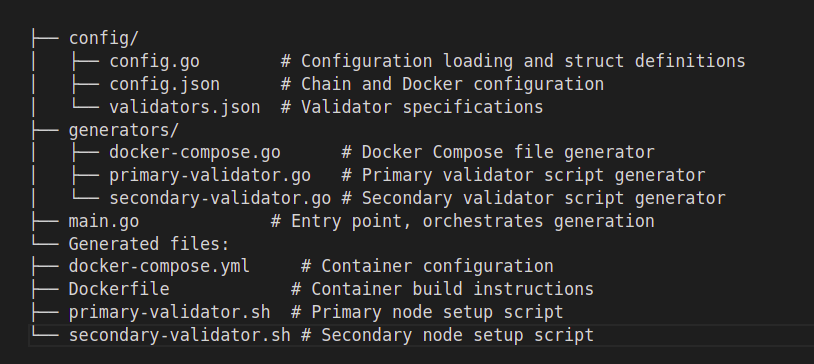 ├── config/
│   ├── config.go        # Configuration loading and struct definitions
│   ├── config.json      # Chain and Docker configuration
│   └── validators.json  # Validator specifications
├── generators/
│   ├── docker-compose.go      # Docker Compose file generator
│   ├── primary-validator.go   # Primary validator script generator
│   └── secondary-validator.go # Secondary validator script generator
├── main.go             # Entry point, orchestrates generation
└── Generated files:
├── docker-compose.yml     # Container configuration
├── Dockerfile            # Container build instructions
├── primary-validator.sh  # Primary node setup script
└── secondary-validator.sh # Secondary node setup script